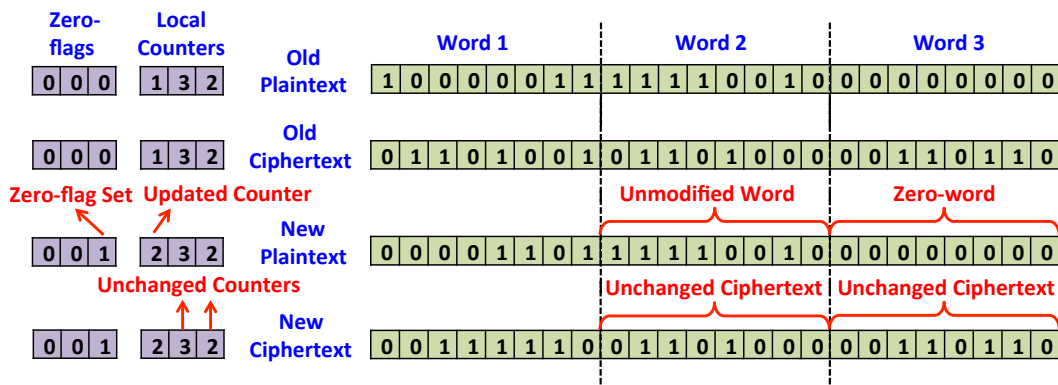 Zero-
flags
Local
Counters
Word 1 Word 2 Word 3
Old
Plaintext
0 0 0 1 3 2 1 0 0 0 0 0 1 1 1 1 1 1 0 0 1 0 0 0 0 0 0 0 0 0
Old
Ciphertext
0 0 0 1 3 2 0 1 1 0 1 0 0 1 0 1 1 0 1 0 0 0 0 0 1 1 0 1 1 0
Zero-flag Set Updated Counter Unmodified Word Zero-word
New
Plaintext
0 0 1 2 3 2 0 0 0 0 1 1 0 1 1 1 1 1 0 0 1 0 0 0 0 0 0 0 0 0
Unchanged Counters Unchanged Ciphertext Unchanged Ciphertext
New
Ciphertext
0 0 1 2 3 2 0 0 1 1 1 1 1 0 0 1 1 0 1 0 0 0 0 0 1 1 0 1 1 0